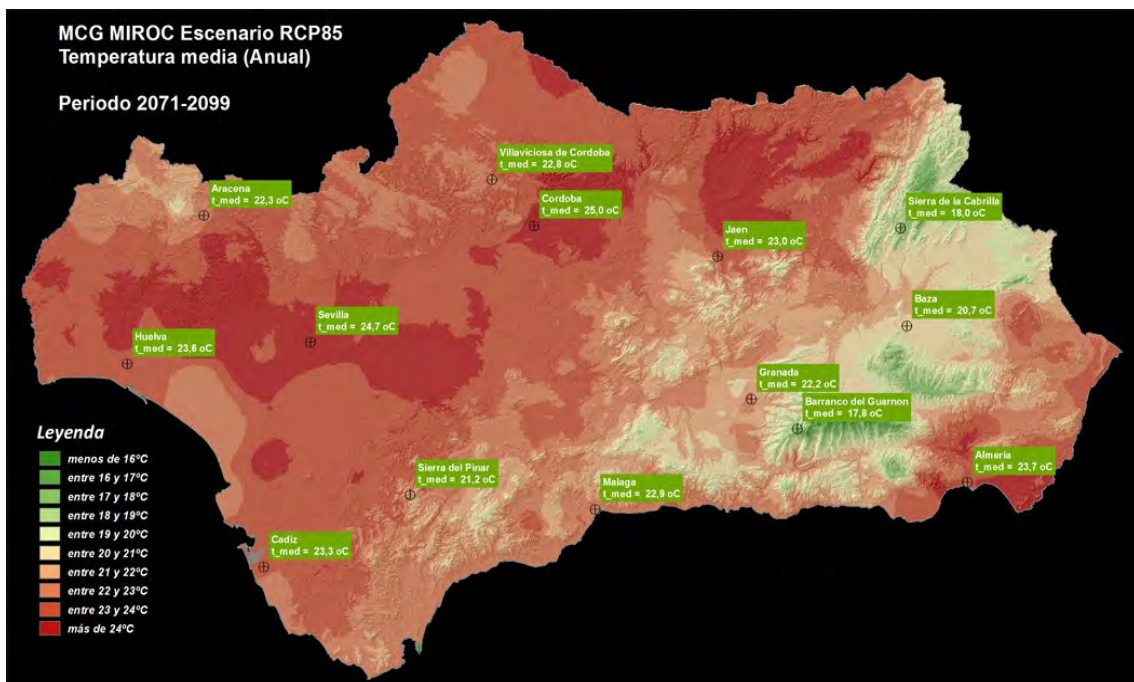 MCG MIROC Escenario RCP85
Temperatura media (Anual)
Periodo 2071-2099
Villaviciosa de Cordoba
t_med = 22,8 oC
Aracena
t_med = 22,3 oC
Cordoba
t_med = 25,0 oC
Sierra de la Cabrilla
t_med = 18,0 oC
Jaen
t_med = 23,0 oC
Baza
t_med = 20,7 oC
Sevilla
t_med = 24,7 oC
Huelva
t_med = 23,6 oC
Granada
t_med = 22,2 oC
Barranco del Guarnon
t_med = 17,8 oC
Almeria
t_med = 23,7 oC
Sierra del Pinar
t_med = 21,2 oC
Malaga
t_med = 22,9 oC
Cediz
t_med = 23,3 oC
Leyenda
menos de 16ºC
entre 16 y 17ºC
entre 17 y 18ºC
entre 18 y 19ºC
entre 19 y 20ºC
entre 20 y 21ºC
entre 21 y 22ºC
entre 22 y 23ºC
entre 23 y 24ºC
más de 24ºC